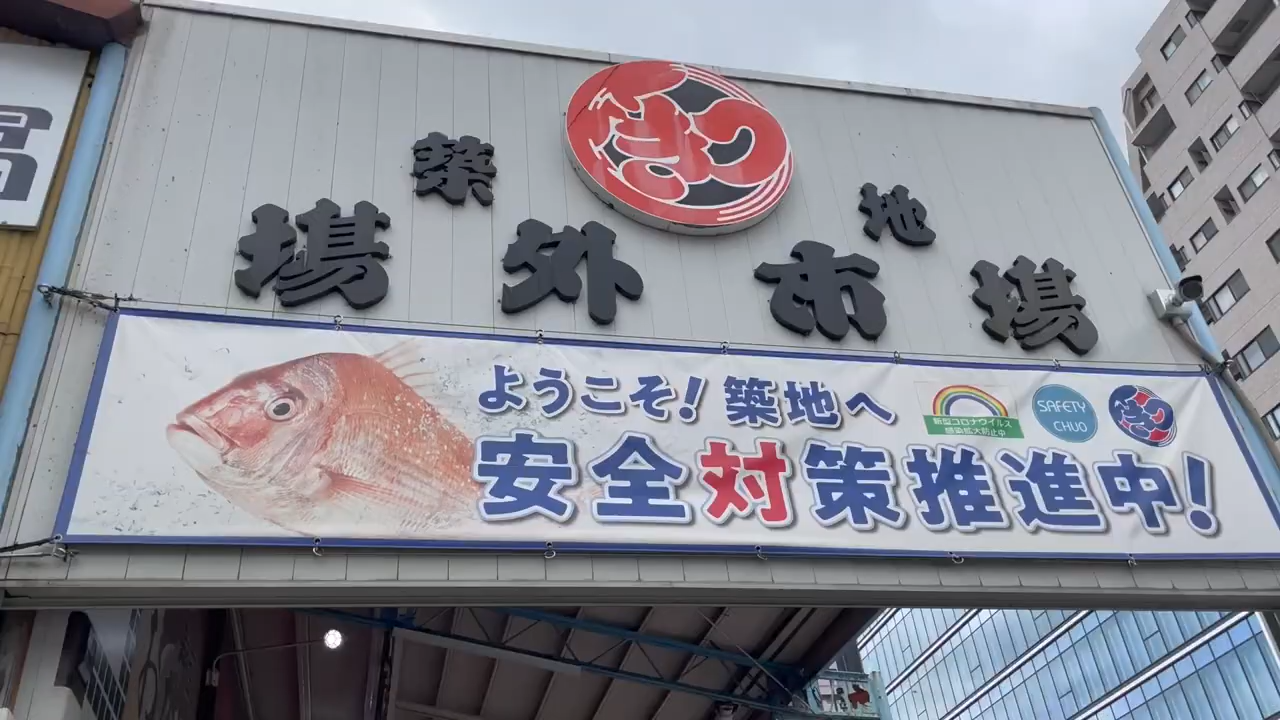 高
築地
場外市場
ようこそ!築地へ
新型コロナウイルス
感染拡大防止中
SAFETY
CHUO
安全対策推進中!